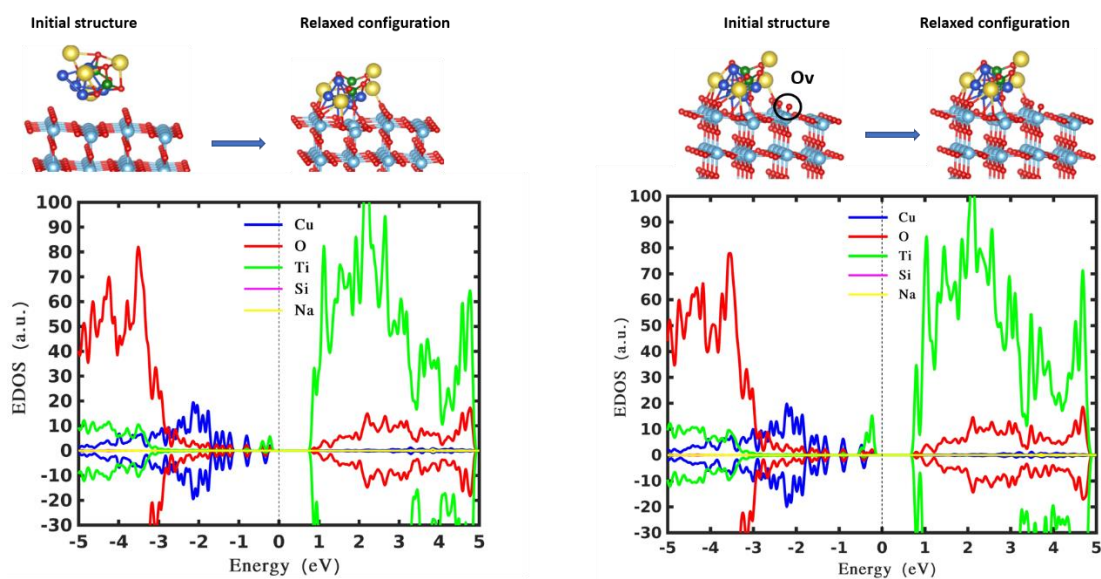 Initial structure
Relaxed configuration
Initial structure
Relaxed configuration
Ov
100
90
80
70
60
50
40
30
20
10
0
-10
-20
-30
EDOS (a.u.)
Cu
O
Ti
Si
Na
-5 -4 -3 -2 -1 0 1 2 3 4 5
Energy (eV)
100
90
80
70
60
50
40
30
20
10
0
-10
-20
-30
EDOS (a.u.)
Cu
O
Ti
Si
Na
-5 -4 -3 -2 -1 0 1 2 3 4 5
Energy (eV)